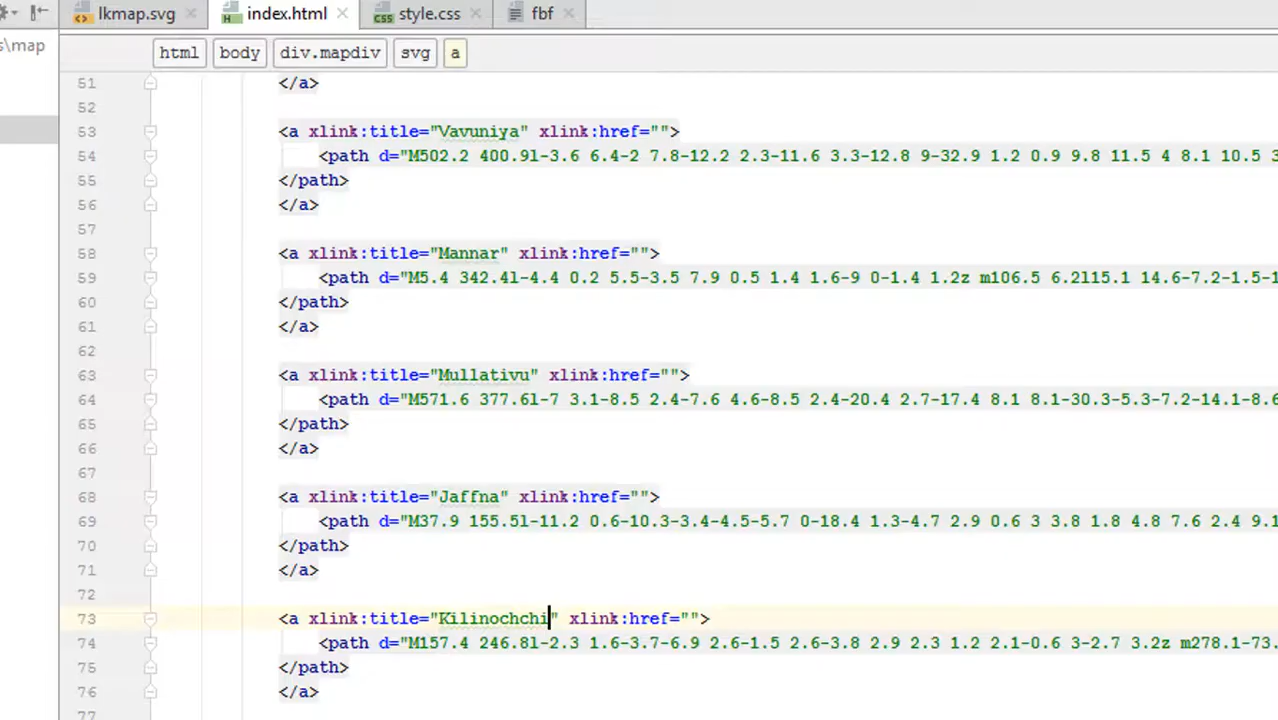 lkmap.svg index.html style.css fbf
s\map
html body div.mapdiv svg a
51 </a>
52
53 <a xlink:title="Vavuniya" xlink:href="">
54 <path d="M502.2 400.9l-3.6 6.4-2 7.8-12.2 2.3-11.6 3.3-12.8 9-32.9 1.2 0.9 9.8 11.5 4 8.1 10.5 3
55 </path>
56 </a>
57
58 <a xlink:title="Mannar" xlink:href="">
59 <path d="M5.4 342.4l-4.4 0.2 5.5-3.5 7.9 0.5 1.4 1.6-9 0-1.4 1.2z m106.5 6.2l15.1 14.6-7.2-1.5-1
60 </path>
61 </a>
62
63 <a xlink:title="Mullativu" xlink:href="">
64 <path d="M571.6 377.6l-7 3.1-8.5 2.4-7.6 4.6-8.5 2.4-20.4 2.7-17.4 8.1 8.1-30.3-5.3-7.2-14.1-8.6
65 </path>
66 </a>
67
68 <a xlink:title="Jaffna" xlink:href="">
69 <path d="M37.9 155.5l-11.2 0.6-10.3-3.4-4.5-5.7 0-18.4 1.3-4.7 2.9 0.6 3 3.8 1.8 4.8 7.6 2.4 9.1
70 </path>
71 </a>
72
73 <a xlink:title="Kilinochchi" xlink:href="">
74 <path d="M157.4 246.8l-2.3 1.6-3.7-6.9 2.6-1.5 2.6-3.8 2.9 2.3 1.2 2.1-0.6 3-2.7 3.2z m278.1-73.
75 </path>
76 </a>
77